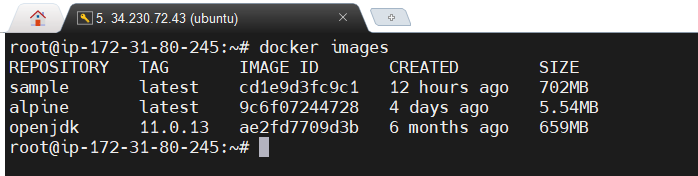 5. 34.230.72.43 (ubuntu)
root@ip-172-31-80-245:~# docker images
REPOSITORY TAG IMAGE ID CREATED SIZE
sample latest cd1e9d3fc9c1 12 hours ago 702MB
alpine latest 9c6f07244728 4 days ago 5.54MB
openjdk 11.0.13 ae2fd7709d3b 6 months ago 659MB
root@ip-172-31-80-245:~#